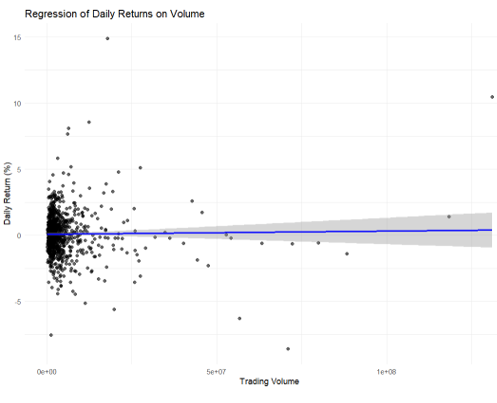 Regression of Daily Returns on Volume
15
10
5
0
-5
Daily Return (%)
0e+00
5e+07
1e+08
Trading Volume